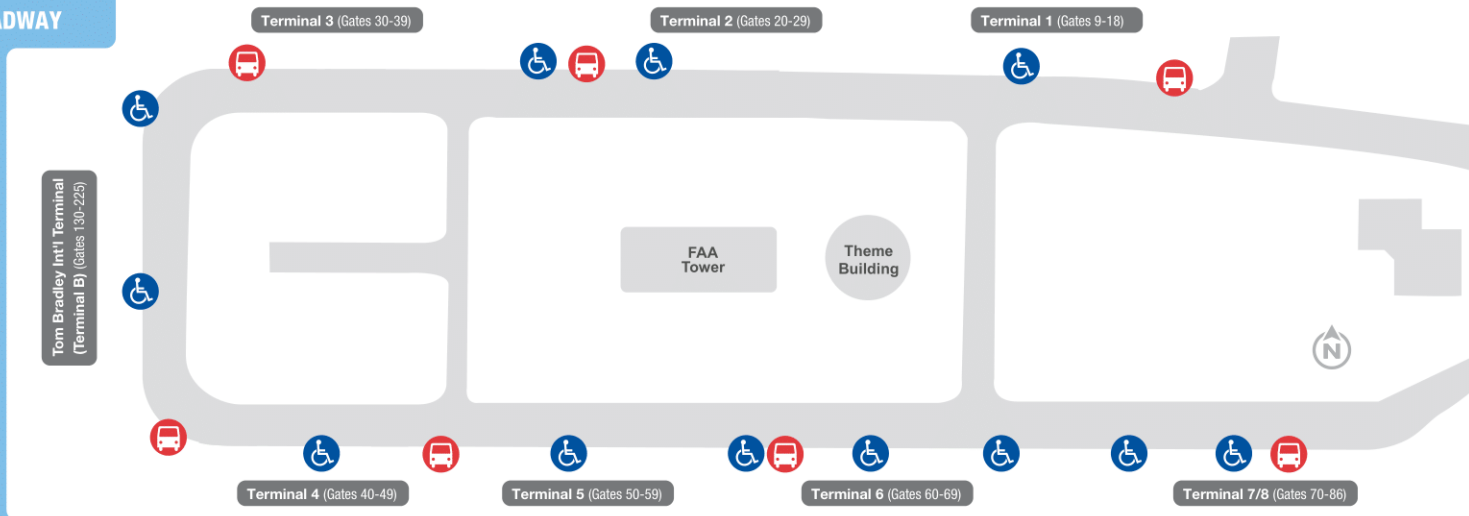 Terminal 3 (Gates 30-39)
Terminal 2 (Gates 20-29)
Terminal 1 (Gates 9-18)
Tom Bradley Int'l Terminal
(Terminal B) (Gates 130-225)
FAA
Tower
Theme
Building
N
Terminal 4 (Gates 40-49)
Terminal 5 (Gates 50-59)
Terminal 6 (Gates 60-69)
Terminal 7/8 (Gates 70-86)